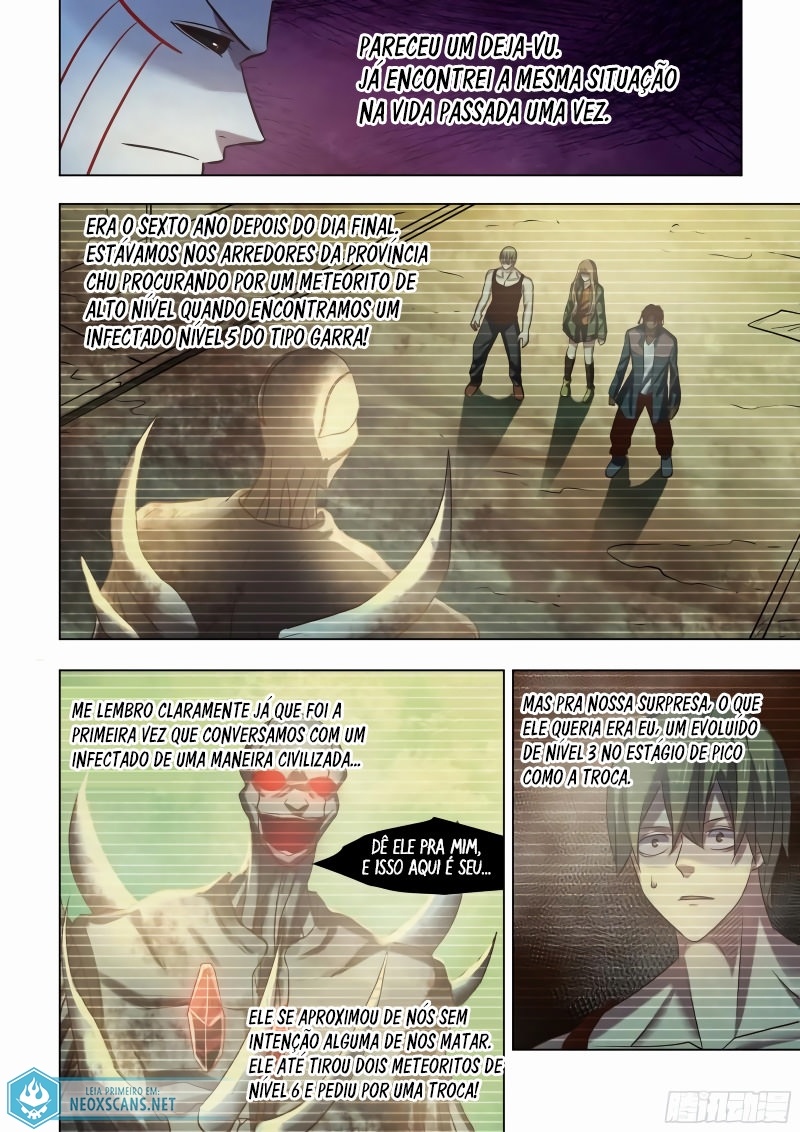 PARECEU UM DEJA-VU.
JÁ ENCONTREI A MESMA SITUAÇÃO
NA VIDA PASSADA UMA VEZ.
ERA O SEXTO ANO DEPOIS DO DIA FINAL.
ESTÁVAMOS NOS ARREDORES DA PROVÍNCIA
CHU PROCURANDO POR UM METEORITO DE
ALTO NÍVEL QUANDO ENCONTRAMOS UM
INFECTADO NÍVEL 5 DO TIPO GARRA!
ME LEMBRO CLARAMENTE JÁ QUE FOI A
PRIMEIRA VEZ QUE CONVERSAMOS COM UM
INFECTADO DE UMA MANEIRA CIVILIZADA...
DÊ ELE PRA MIM,
E ISSO AQUI É SEU...
ELE SE APROXIMOU DE NÓS SEM
INTENÇÃO ALGUMA DE NOS MATAR.
ELE ATÉ TIROU DOIS METEORITOS DE
NÍVEL 6 E PEDIU POR UMA TROCA!
MAS PRA NOSSA SURPRESA, O QUE
ELE QUERIA ERA EU, UM EVOLUÍDO
DE NÍVEL 3 NO ESTÁGIO DE PICO
COMO A TROCA.
LEIA PRIMEIRO EM:
NEOXSCANS.NET
腾讯动漫